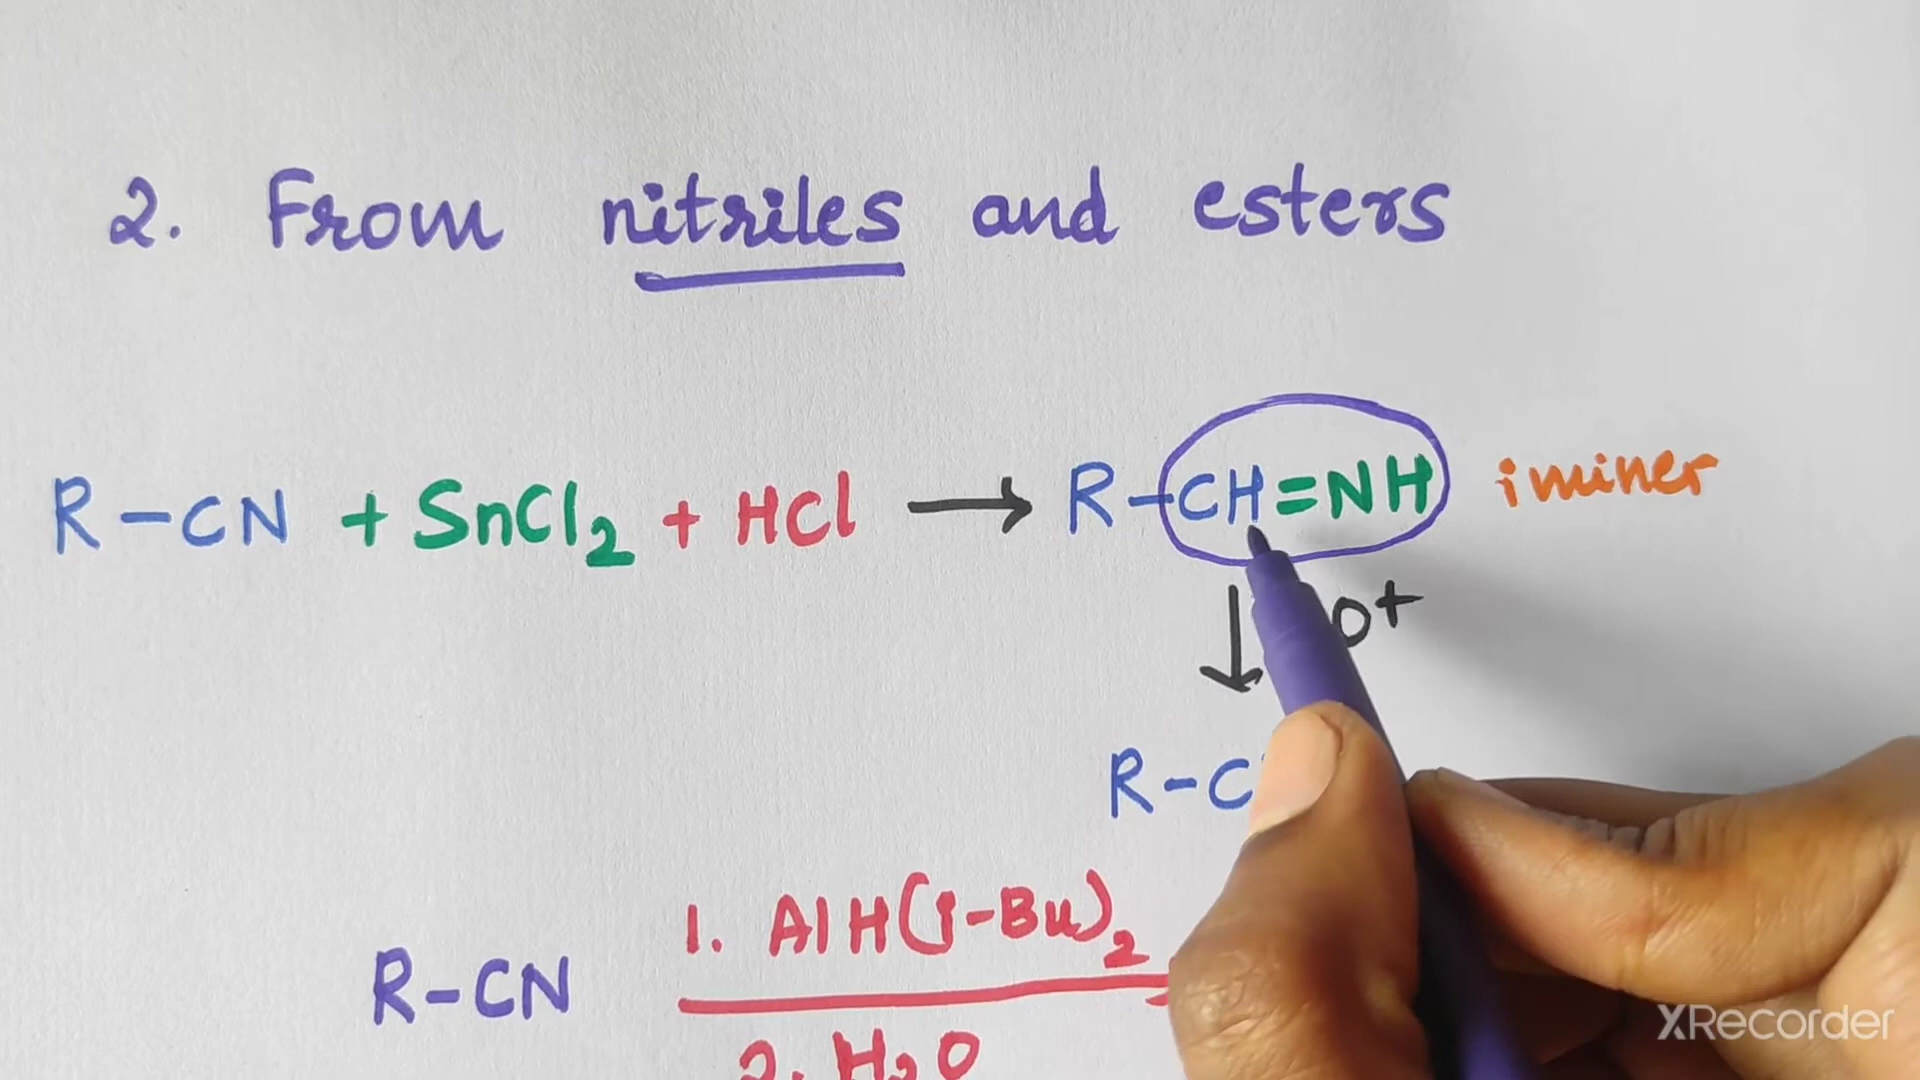 2. From nitriles and esters
R-CN + SnCl2 + HCl → R-CH=NH iminer
O+
R-C
1. AlH(i-Bu)2
R-CN
2. H2O
XRecorder